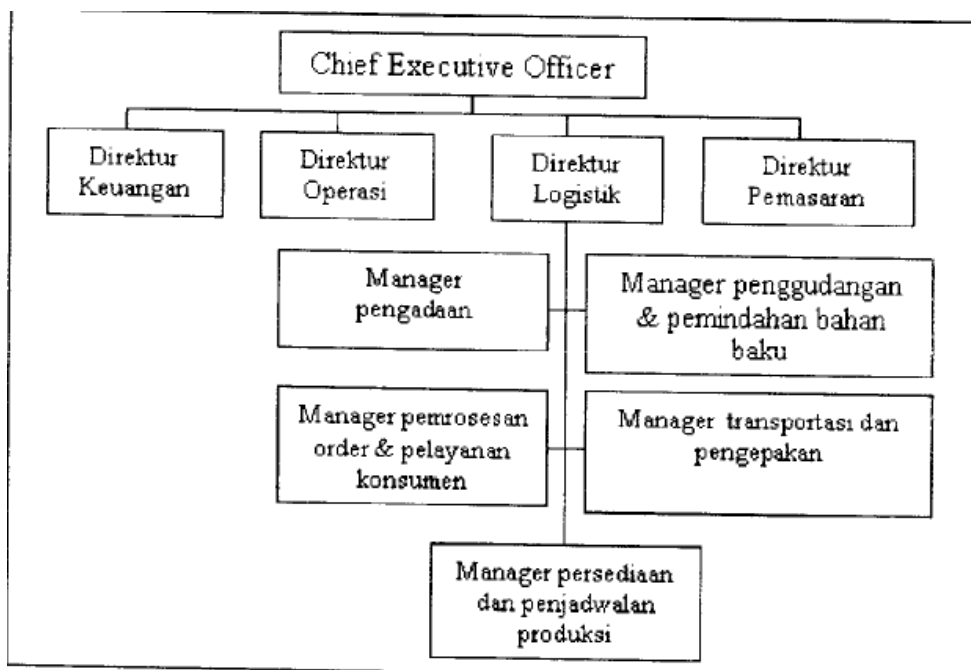 Chief Executive Officer
Direktur
Keuangan
Direktur
Operasi
Direktur
Logistik
Direktur
Pemasaran
Manager
pengadaan
Manager penggudangan
& pemindahan bahan
baku
Manager pemrosesan
order & pelayanan
konsumen
Manager transportasi dan
pengepakan
Manager persediaan
dan penjadwalan
produksi